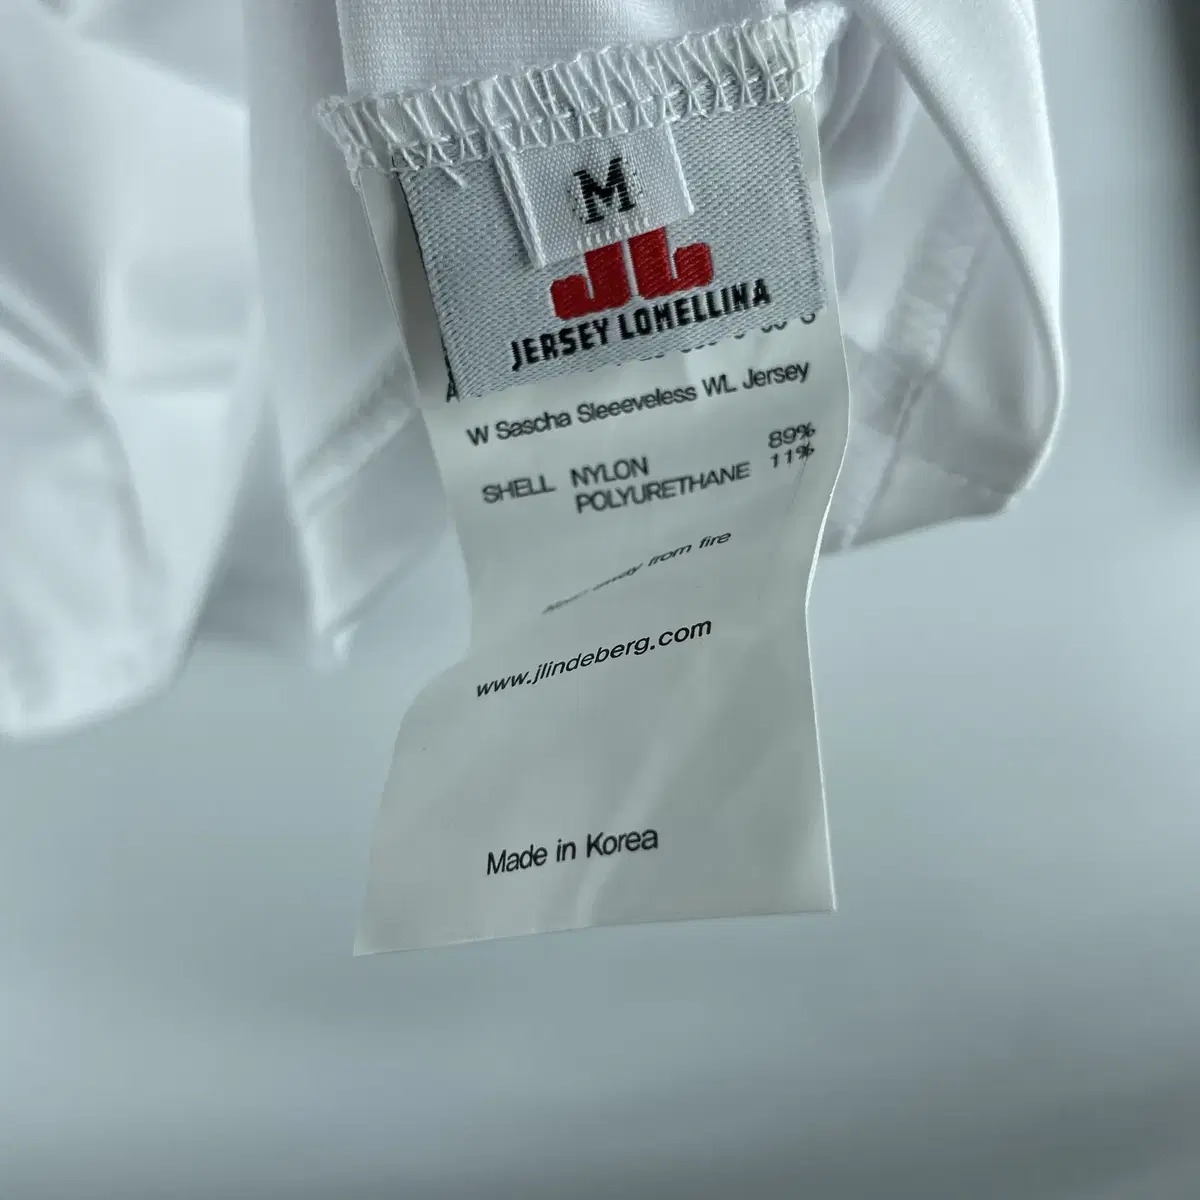 M
JL
JERSEY LOMELLINA
A
W Sascha Sleeeveless WL Jersey
SHELL NYLON 89%
POLYURETHANE 11%
away from fire
www.jlindeberg.com
Made in Korea